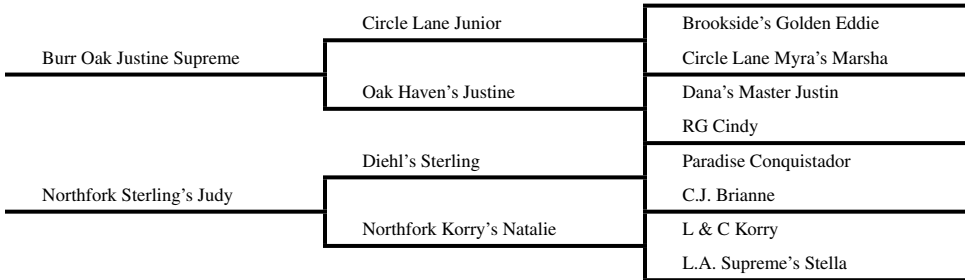 Circle Lane Junior
Brookside’s Golden Eddie
Burr Oak Justine Supreme
Circle Lane Myra’s Marsha
Oak Haven’s Justine
Dana’s Master Justin
RG Cindy
Diehl’s Sterling
Paradise Conquistador
Northfork Sterling’s Judy
C.J. Brianne
Northfork Korry’s Natalie
L & C Korry
L.A. Supreme’s Stella